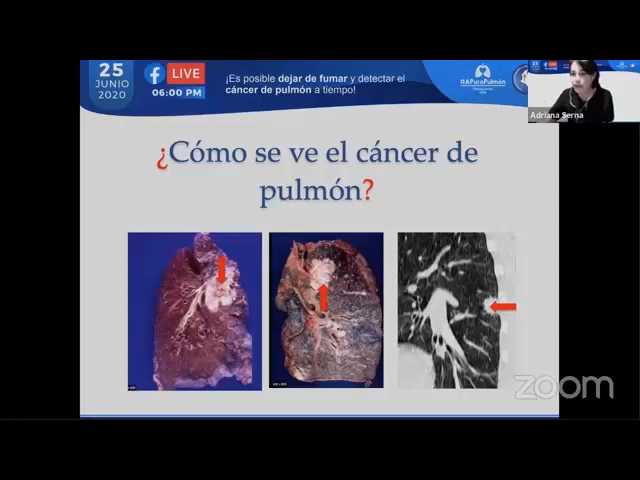 25
JUNIO
2020
LIVE
06:00 PM
¡Es posible dejar de fumar y detectar el
cáncer de pulmón a tiempo!
#APuroPulmón
Adriana Serna
¿Cómo se ve el cáncer de
pulmón?
zoom